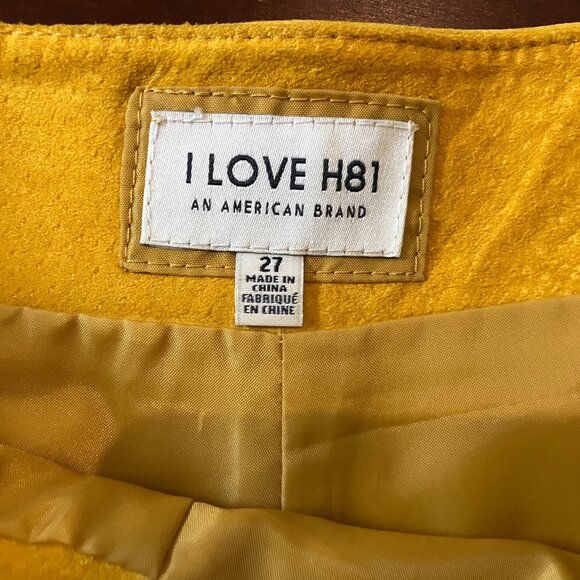 I LOVE H81
AN AMERICAN BRAND
27
MADE IN
CHINA
FABRIQUÉ
EN CHINE